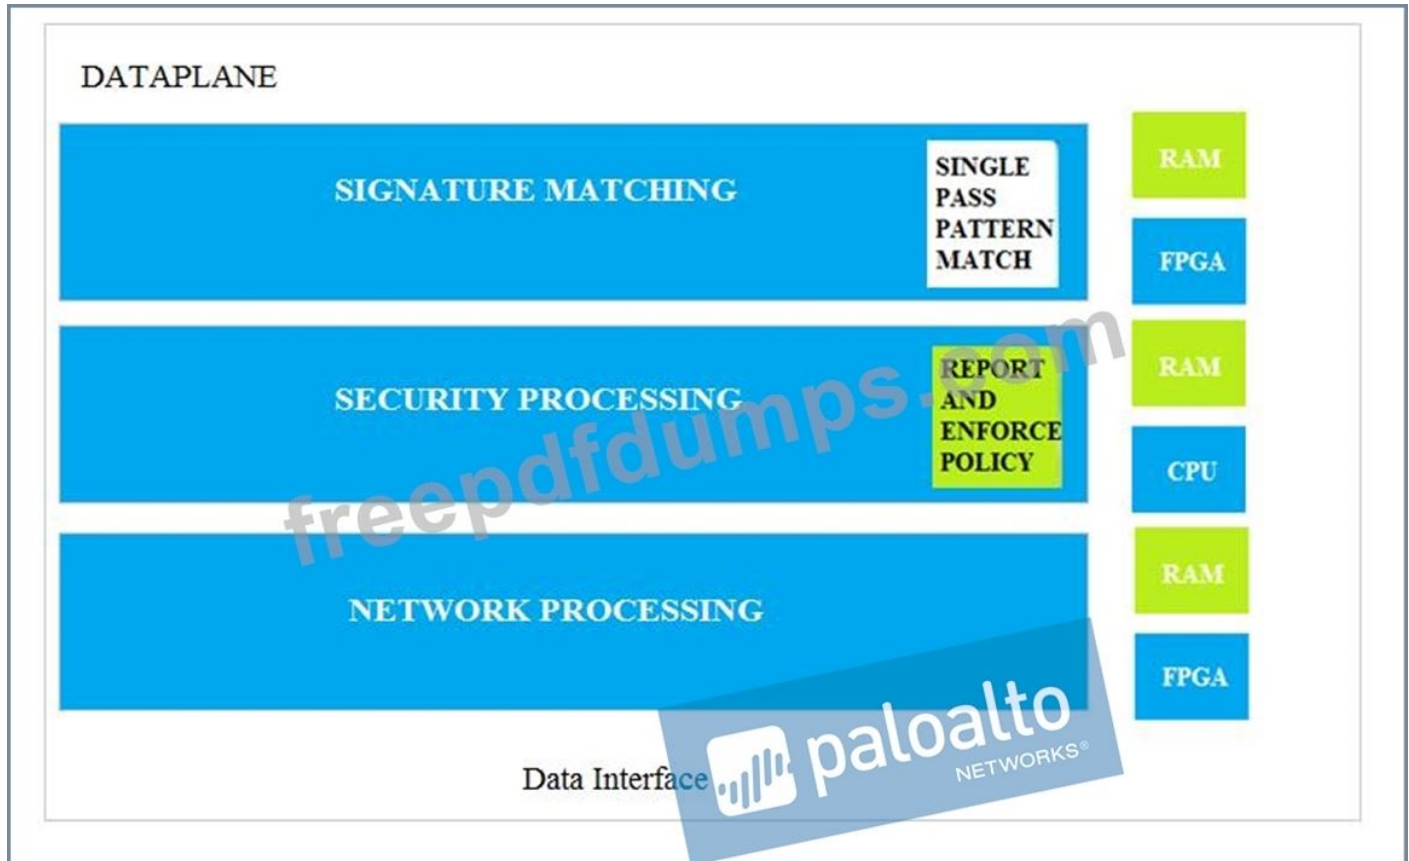 DATAPLANE
SIGNATURE MATCHING
SINGLE
PASS
PATTERN
MATCH
RAM
FPGA
SECURITY PROCESSING
REPORT
AND
ENFORCE
POLICY
RAM
CPU
freepdfdumps.com
NETWORK PROCESSING
RAM
FPGA
Data Interface
paloalto
NETWORKS®